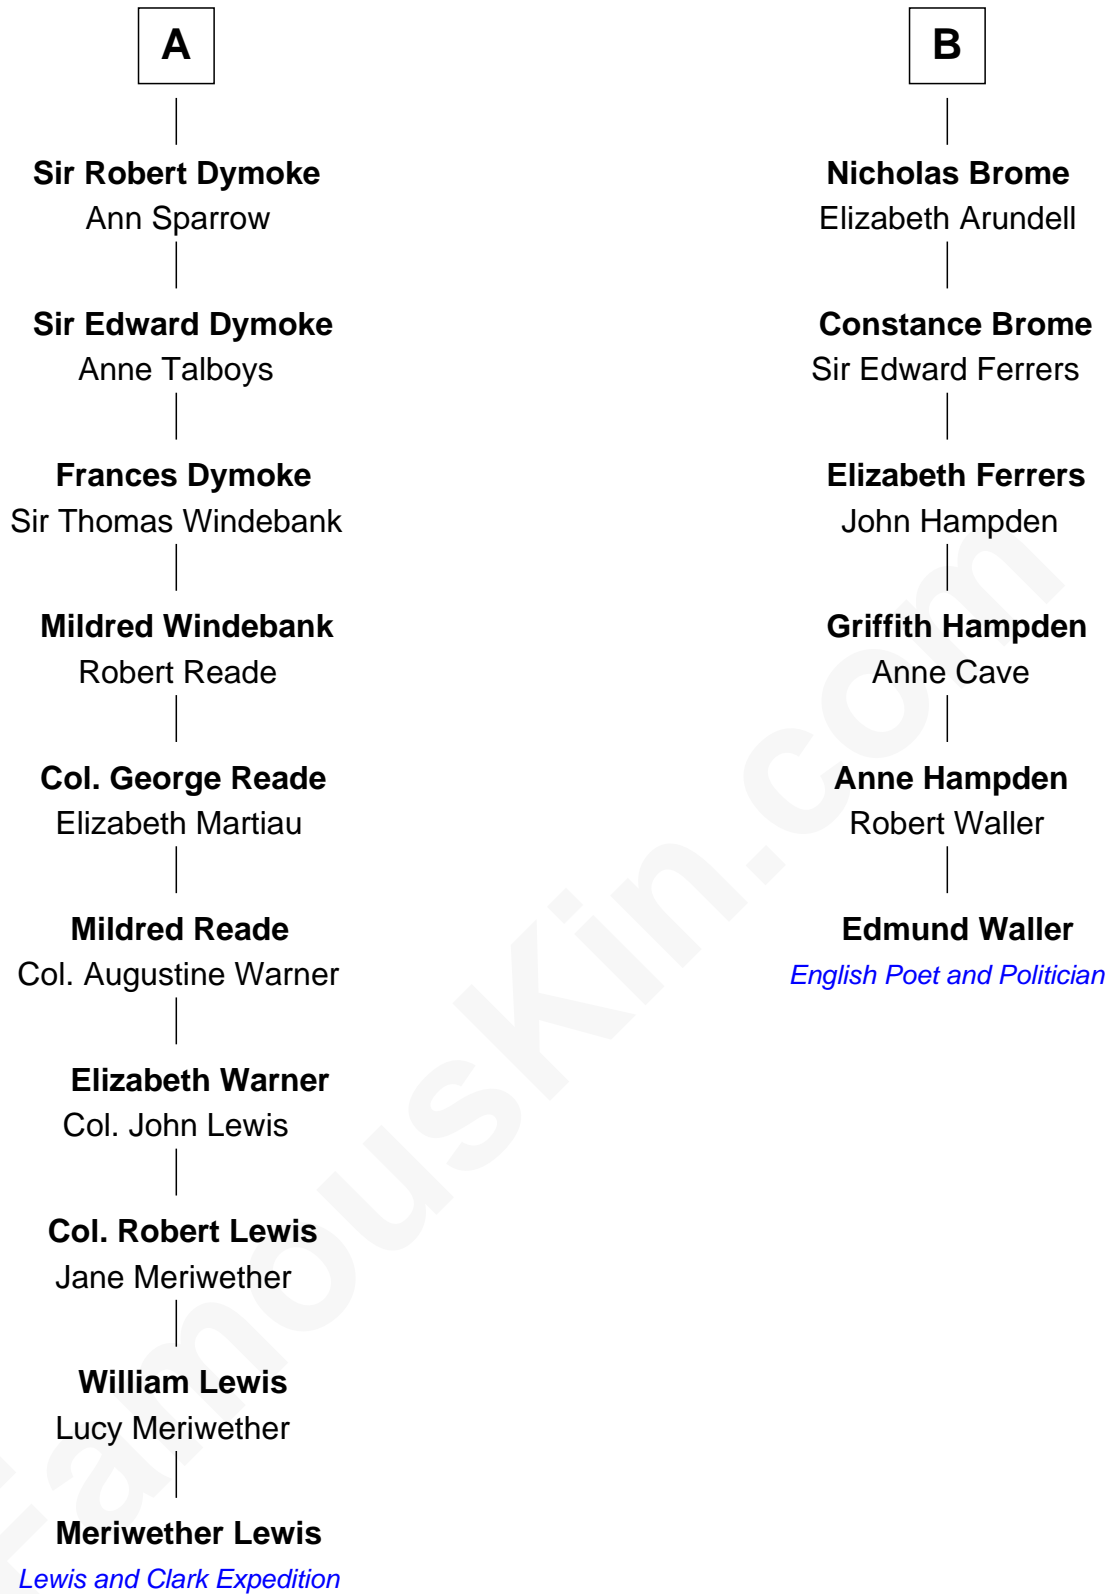 A
Sir Robert Dymoke
Ann Sparrow
Sir Edward Dymoke
Anne Talboys
Frances Dymoke
Sir Thomas Windebank
Mildred Windebank
Robert Reade
Col. George Reade
Elizabeth Martiau
Mildred Reade
Col. Augustine Warner
Elizabeth Warner
Col. John Lewis
Col. Robert Lewis
Jane Meriwether
William Lewis
Lucy Meriwether
Meriwether Lewis
Lewis and Clark Expedition
B
Nicholas Brome
Elizabeth Arundell
Constance Brome
Sir Edward Ferrers
Elizabeth Ferrers
John Hampden
Griffith Hampden
Anne Cave
Anne Hampden
Robert Waller
Edmund Waller
English Poet and Politician
FamousKin.com